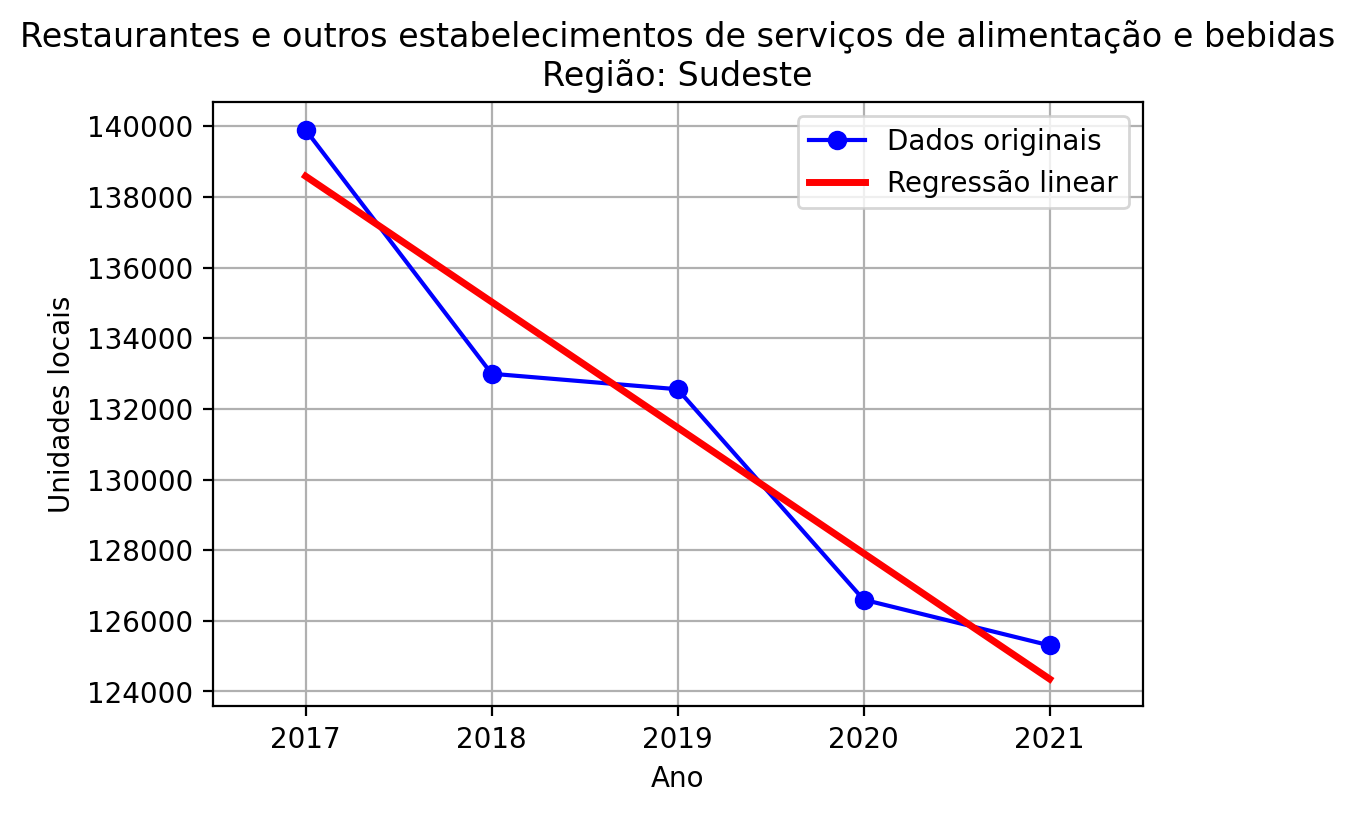 Restaurantes e outros estabelecimentos de serviços de alimentação e bebidas
Região: Sudeste
Dados originais
Regressão linear
140000
138000
136000
134000
132000
130000
128000
126000
124000
Unidades locais
2017 2018 2019 2020 2021
Ano